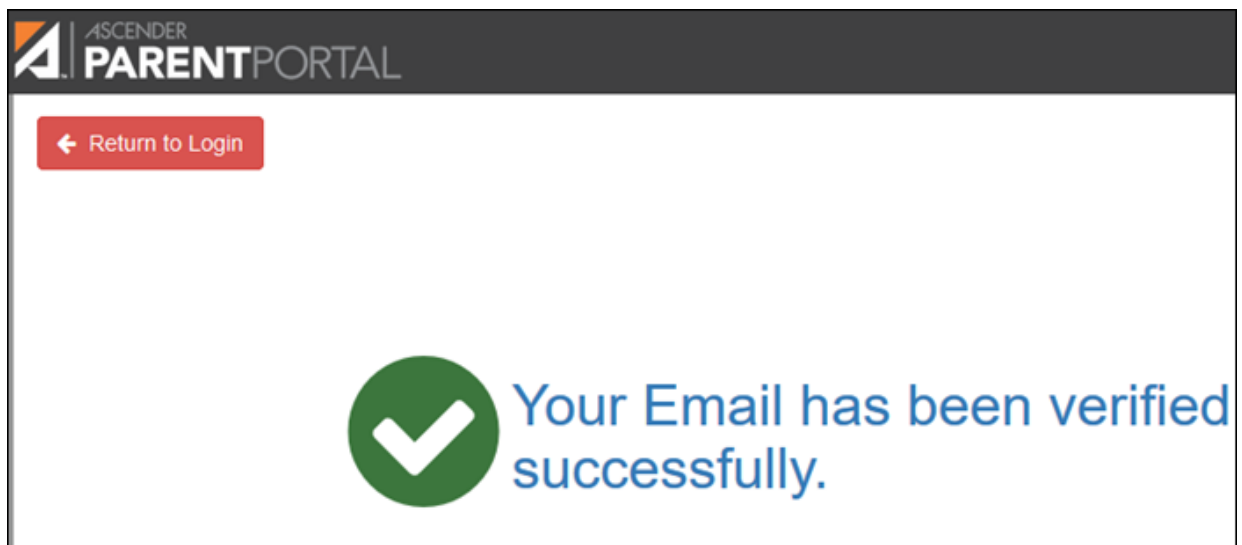 ASCENDER
PARENTPORTAL
Return to Login
Your Email has been verified
successfully.